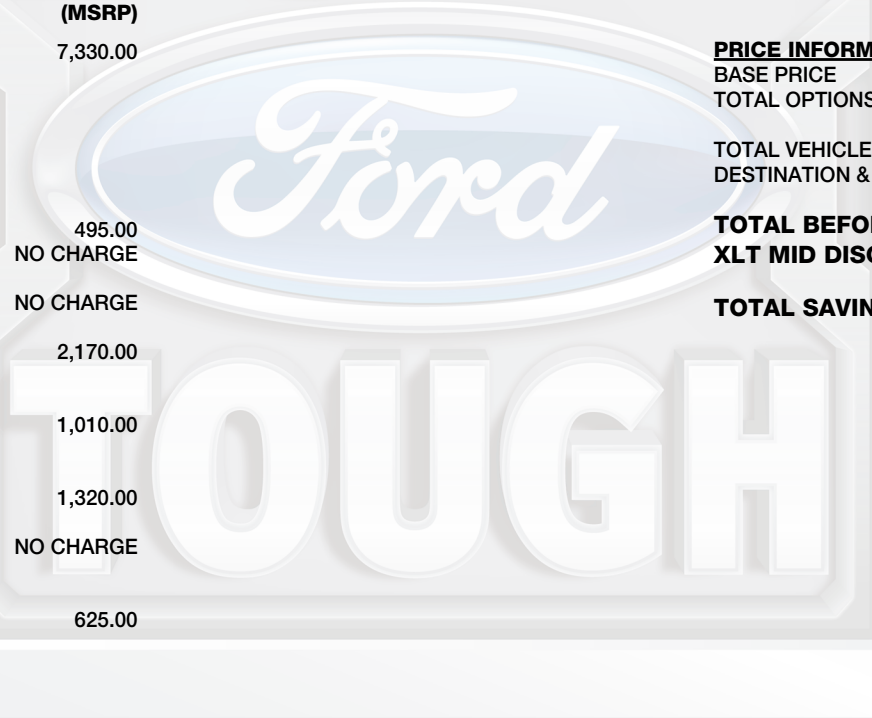 (MSRP)
7,330.00
495.00
NO CHARGE
NO CHARGE
2,170.00
1,010.00
1,320.00
NO CHARGE
625.00
PRICE INFORM
BASE PRICE
TOTAL OPTIONS
TOTAL VEHICLE
DESTINATION &
TOTAL BEFO
XLT MID DISC
TOTAL SAVIN
Ford
TOUGH